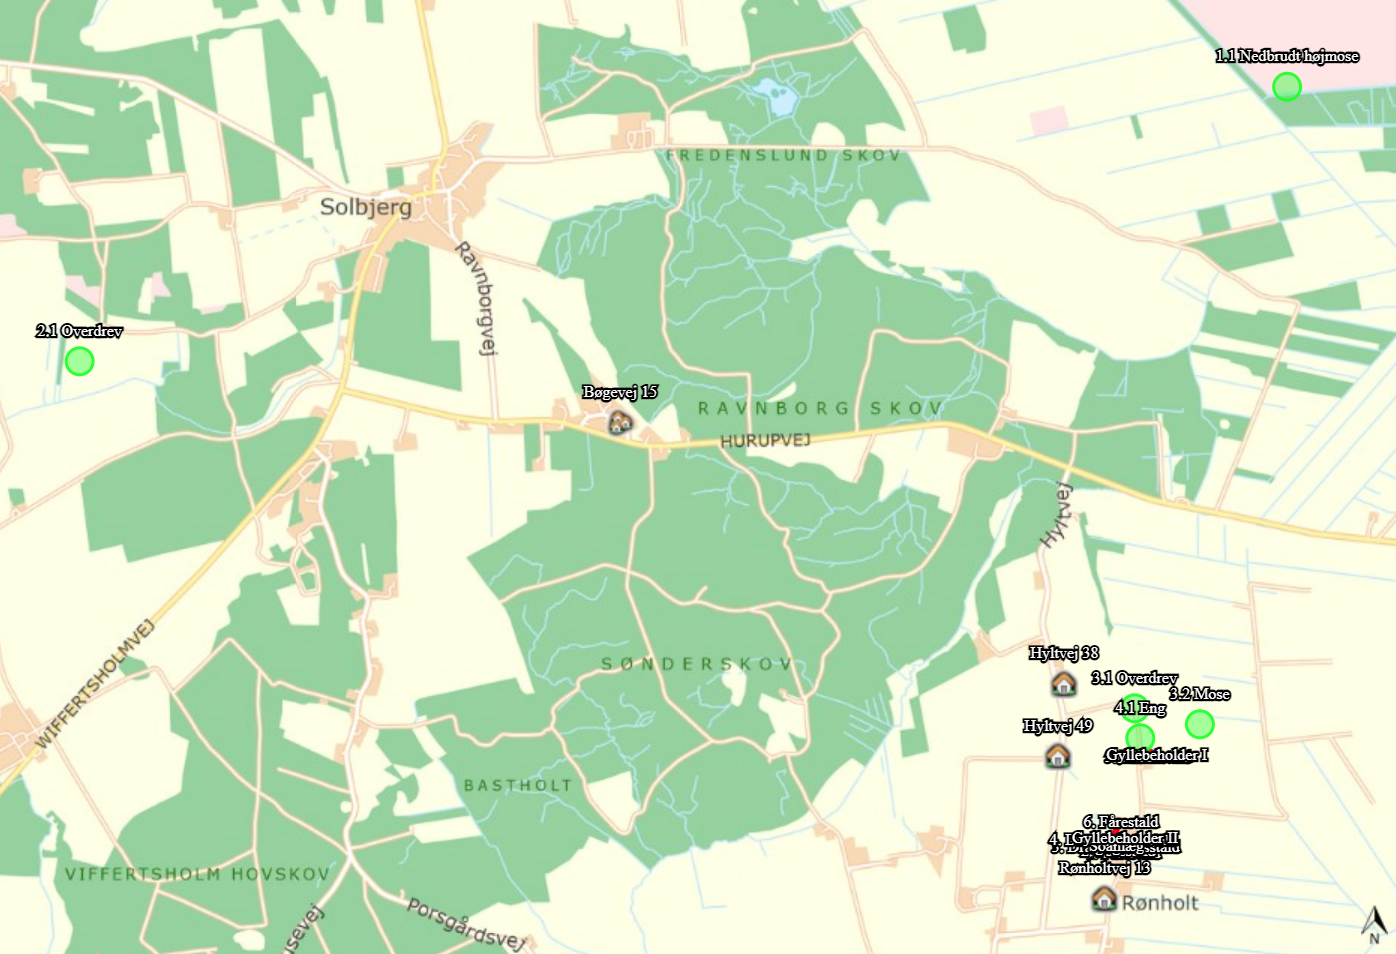 1.1 Nedbrudt højmose
FREDENSLUND SKOV
Solbjerg
Ravnborgvej
2.1 Overdrev
Bøgevej 15
RAVNBORG SKOV
HURUPVEJ
Hyltvej
WIFFERTSHOLMVEJ
SØNDERSKOV
Hyltvej 38
3.1 Overdrev
3.2 Mose
4.1 Eng
Hyltvej 49
Gyllebeholder I
BASTHOLT
6. Fårestald
Gyllebeholder II
Rønholtvej 13
VIFFERTSHOLM HOVSKOV
Rønholt
Porsgårdsvej
usevej
N